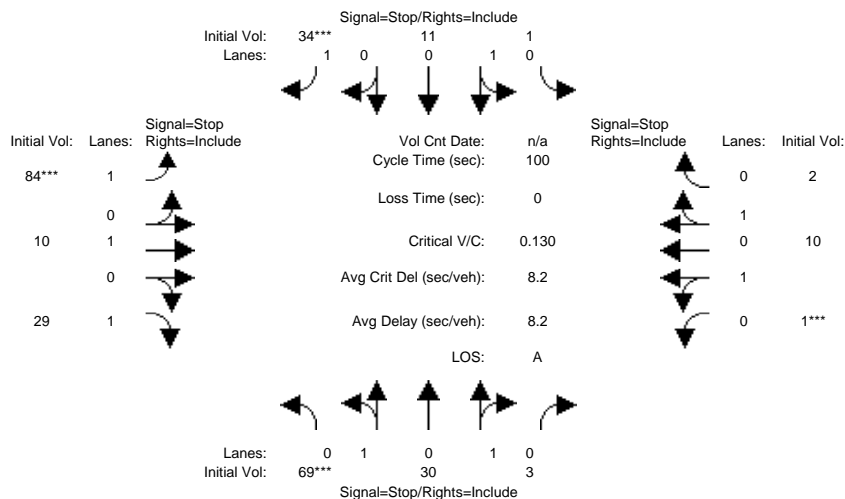 Signal=Stop/Rights=Include
Initial Vol: 34*** 11 1
Lanes: 1 0 0 1 0
Signal=Stop
Initial Vol: Lanes: Rights=Include
Vol Cnt Date: n/a
Cycle Time (sec): 100
Signal=Stop
Rights=Include Lanes: Initial Vol:
84*** 1 0 2
Loss Time (sec): 0
0 1
10 1 Critical V/C: 0.130 0 10
0 Avg Crit Del (sec/veh): 8.2 1
29 1 Avg Delay (sec/veh): 8.2 0 1***
LOS: A
Lanes: 0 1 0 1 0
Initial Vol: 69*** 30 3
Signal=Stop/Rights=Include